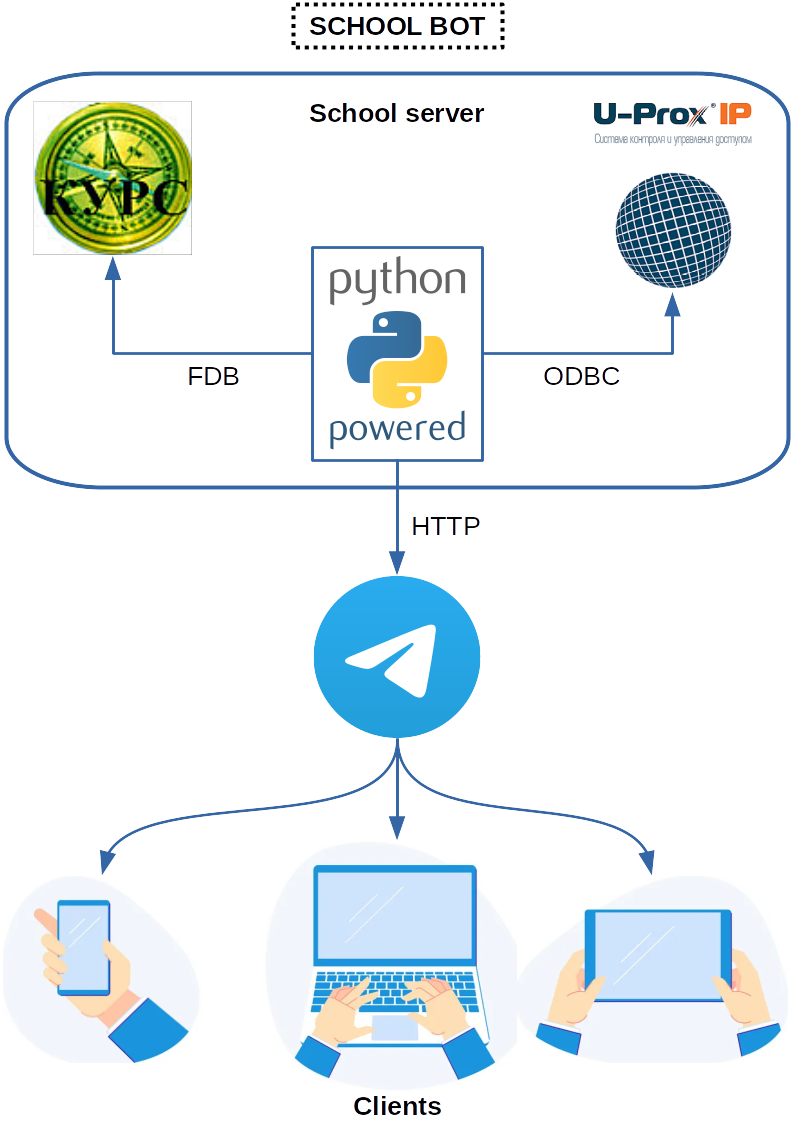 SCHOOL BOT
School server
U-Prox® IP
Система контроля и управления доступом
КУРС
python
powered
FDB
ODBC
HTTP
Clients